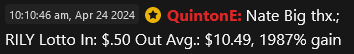 10:10:46 am, Apr 24 2024 QuintonE: Nate Big thx.;
RILY Lotto In: $.50 Out Avg.: $10.49, 1987% gain